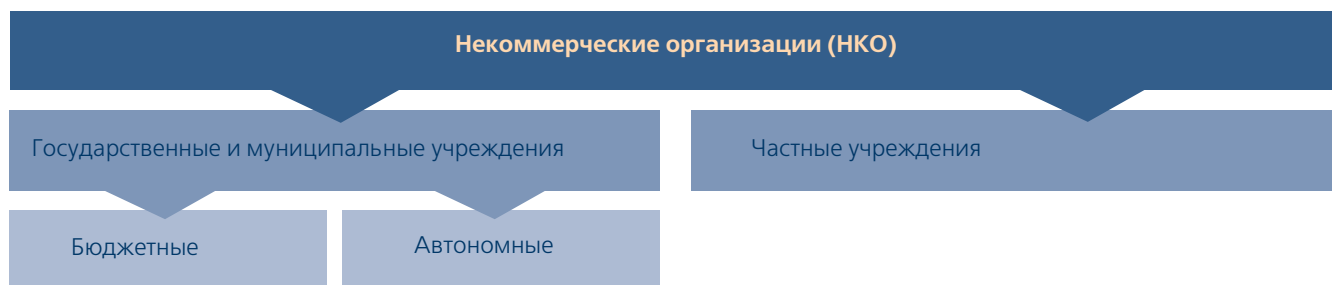 Некоммерческие организации (НКО)
Государственные и муниципальные учреждения
Частные учреждения
Бюджетные
Автономные